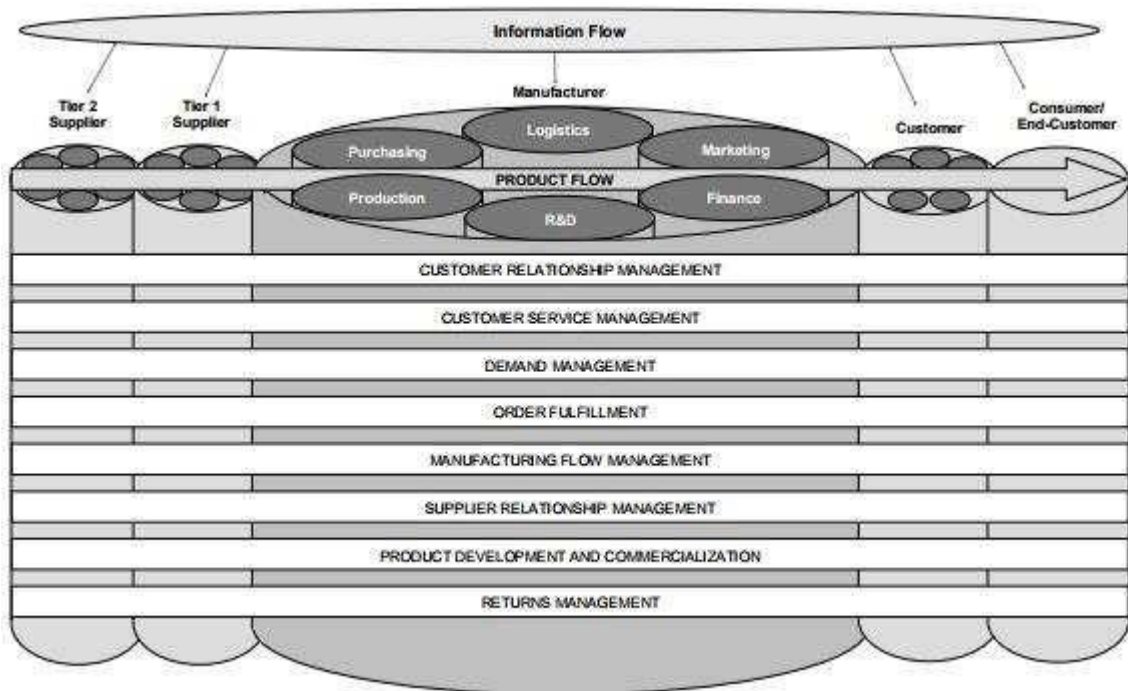 Information Flow
Tier 2
Supplier
Tier 1
Supplier
Manufacturer
Customer
Consumer/
End-Customer
Logistics
Purchasing
Marketing
PRODUCT FLOW
Production
Finance
R&D
CUSTOMER RELATIONSHIP MANAGEMENT
CUSTOMER SERVICE MANAGEMENT
DEMAND MANAGEMENT
ORDER FULFILLMENT
MANUFACTURING FLOW MANAGEMENT
SUPPLIER RELATIONSHIP MANAGEMENT
PRODUCT DEVELOPMENT AND COMMERCIALIZATION
RETURNS MANAGEMENT